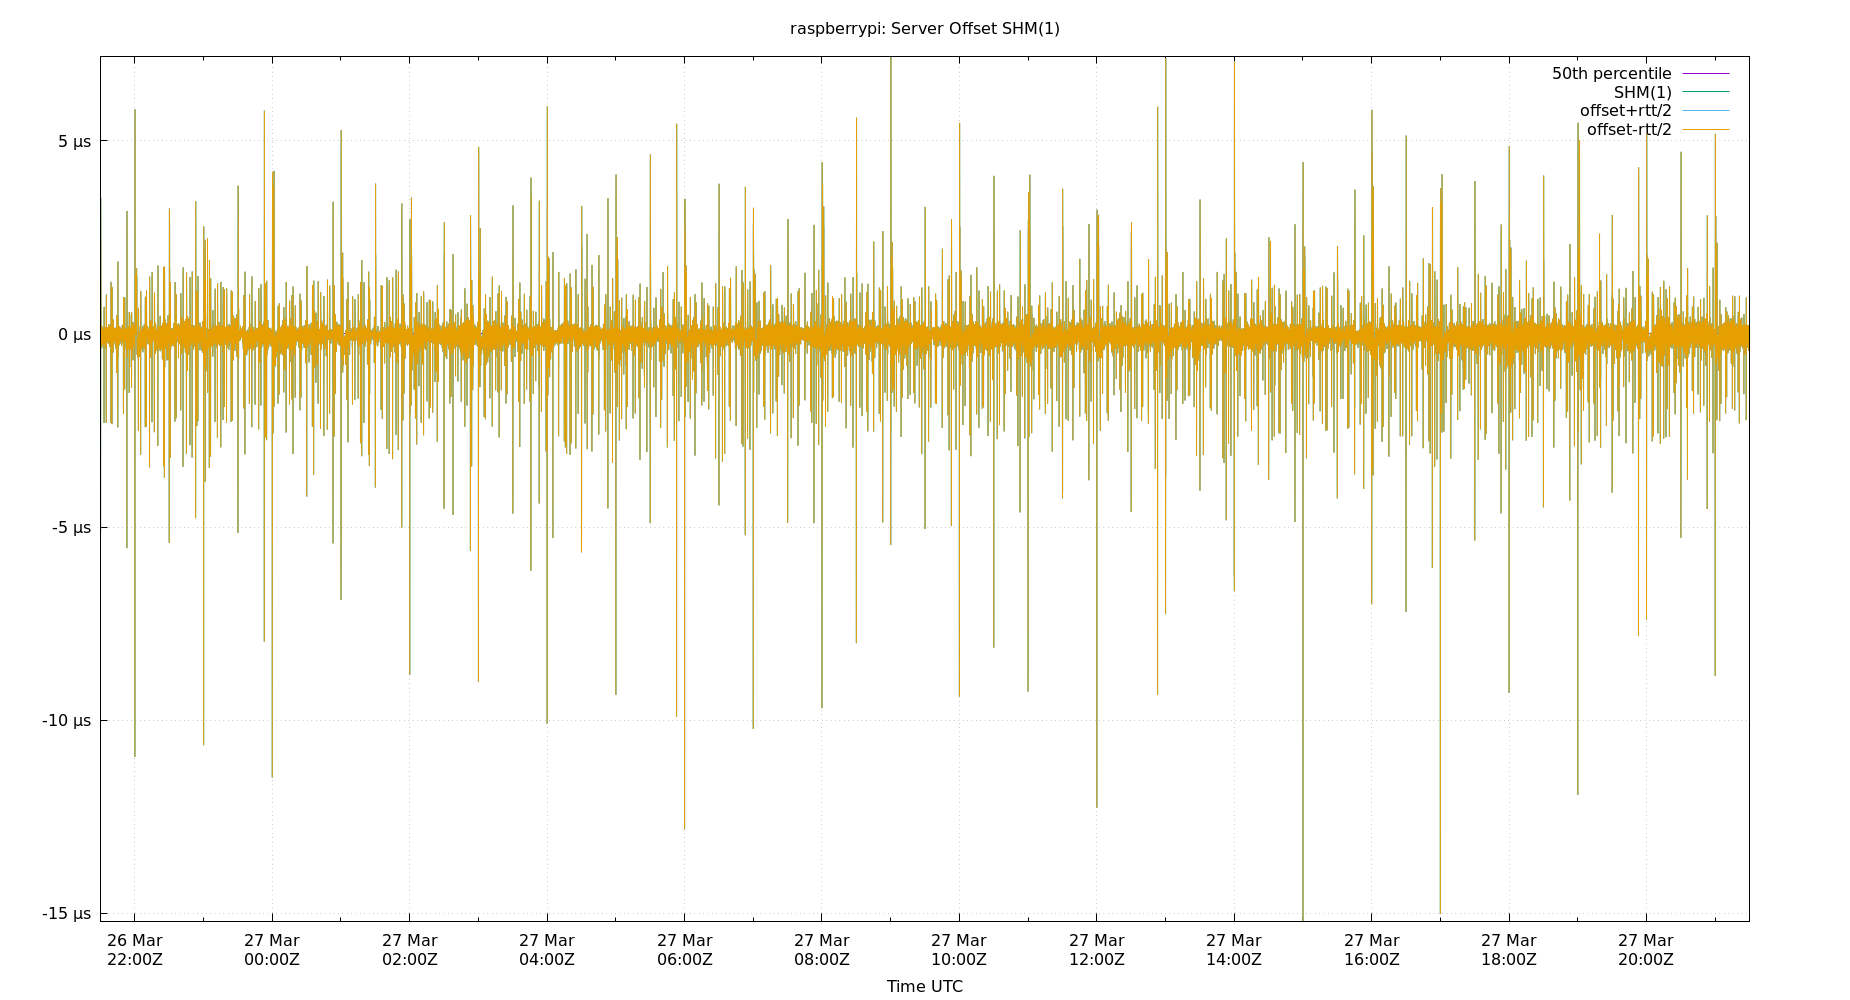 raspberrypi: Server Offset SHM(1)
50th percentile
SHM(1)
offset+rtt/2
offset-rtt/2
5 µs
0 µs
-5 µs
-10 µs
-15 µs
26 Mar 27 Mar 27 Mar 27 Mar 27 Mar 27 Mar 27 Mar 27 Mar 27 Mar 27 Mar 27 Mar 27 Mar
22:00Z 00:00Z 02:00Z 04:00Z 06:00Z 08:00Z 10:00Z 12:00Z 14:00Z 16:00Z 18:00Z 20:00Z
Time UTC